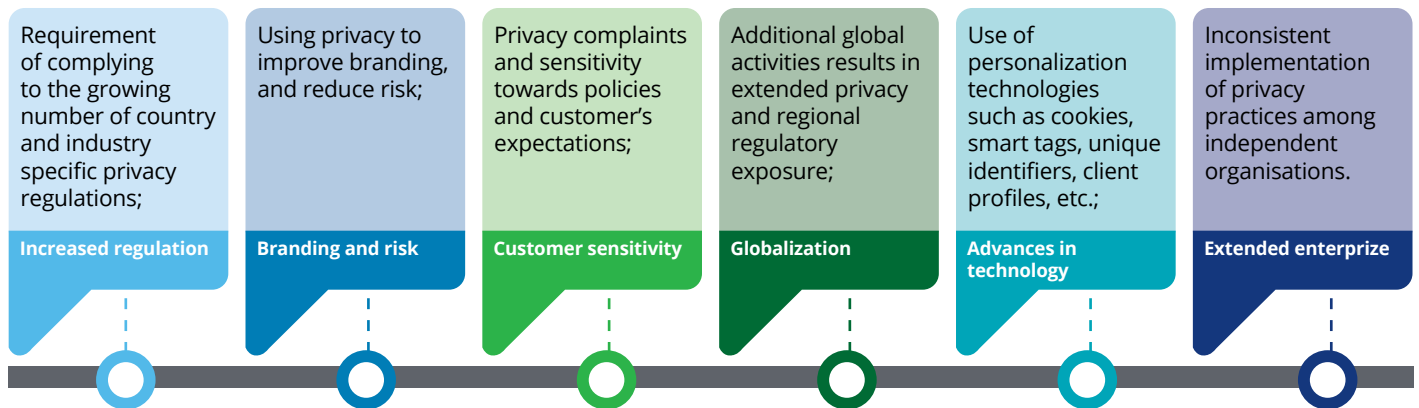 Requirement
of complying
to the growing
number of country
and industry
specific privacy
regulations;
Increased regulation
Using privacy to
improve branding,
and reduce risk;
Branding and risk
Privacy complaints
and sensitivity
towards policies
and customer's
expectations;
Customer sensitivity
Additional global
activities results in
extended privacy
and regional
regulatory
exposure;
Globalization
Use of
personalization
technologies
such as cookies,
smart tags, unique
identifiers, client
profiles, etc.;
Advances in
technology
Inconsistent
implementation
of privacy
practices among
independent
organisations.
Extended enterprize